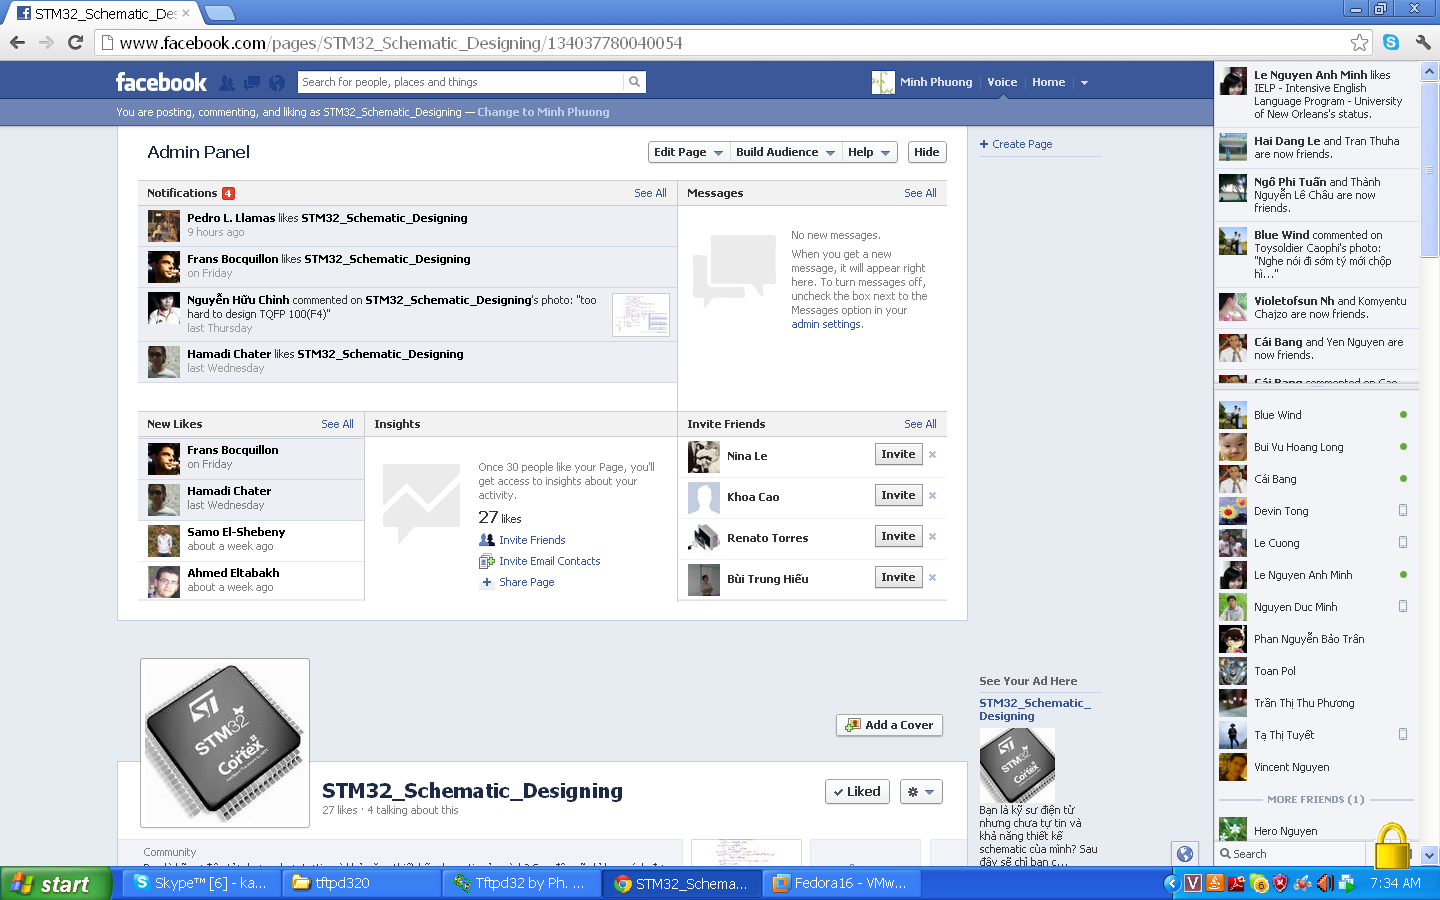 STM32_Schematic_Des
www.facebook.com/pages/STM32_Schematic_Designing/134037780040054
facebook
Search for people, places and things
Minh Phuong
Voice
Home
You are posting, commenting, and liking as STM32_Schematic_Designing — Change to Minh Phuong
Admin Panel
Edit Page
Build Audience
Help
Hide
+ Create Page
Notifications 4
See All
Pedro L. Llamas likes STM32_Schematic_Designing
9 hours ago
Frans Bocquillon likes STM32_Schematic_Designing
on Friday
Nguyễn Hữu Chinh commented on STM32_Schematic_Designing's photo: "too
hard to design TQFP 100(F4)"
last Thursday
Hamadi Chater likes STM32_Schematic_Designing
last Wednesday
Messages
See All
No new messages.
When you get a new
message, it will appear right
here. To turn messages off,
uncheck the box next to the
Messages option in your
admin settings.
New Likes
See All
Frans Bocquillon
on Friday
Hamadi Chater
last Wednesday
Samo El-Shebeny
about a week ago
Ahmed Eltabakh
about a week ago
Insights
Once 30 people like your Page, you'll
get access to insights about your
activity.
27 likes
Invite Friends
Invite Email Contacts
Share Page
Invite Friends
See All
Nina Le
Invite
Khoa Cao
Invite
Renato Torres
Invite
Bùi Trung Hiếu
Invite
STM32
Cortex
Add a Cover
STM32_Schematic_Designing
27 likes · 4 talking about this
Liked
Community
See Your Ad Here
STM32_Schematic_
Designing
STM32
Cortex
Bạn là kỹ sư điện tử
nhưng chưa tự tin và
khả năng thiết kế
schematic của mình? Sau
đây sẽ chỉ bạn c...
Le Nguyen Anh Minh likes
IELP - Intensive English
Language Program - University
of New Orleans's status.
Hai Dang Le and Tran Thuha
are now friends.
Ngô Phi Tuấn and Thành
Nguyễn Lê Châu are now
friends.
Blue Wind commented on
Toysoldier Caophi's photo:
"Nghe nói đi sớm tý mới chộp
hì..."
Violetofsun Nh and Komyentu
Chajzo are now friends.
Cái Bang and Yen Nguyen are
now friends.
Cái Bang commented on Cao
Blue Wind
Bui Vu Hoang Long
Cái Bang
Devin Tong
Le Cuong
Le Nguyen Anh Minh
Nguyen Duc Minh
Phan Nguyễn Bảo Trân
Toan Pol
Trần Thị Thu Phương
Tạ Thị Tuyết
Vincent Nguyen
MORE FRIENDS (1)
Hero Nguyen
Search
start
Skype™ [6] - ka...
tftpd320
Tftpd32 by Ph. ...
STM32_Schema...
Fedora16 - VMw...
7:34 AM